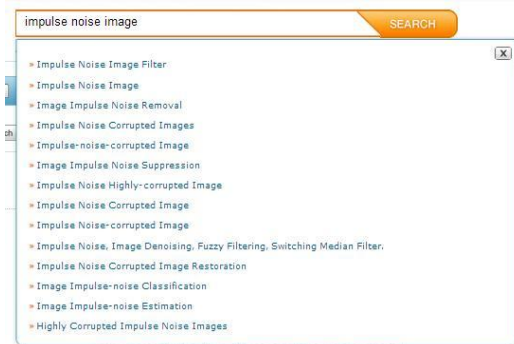 impulse noise image
SEARCH
X
» Impulse Noise Image Filter
» Impulse Noise Image
» Image Impulse Noise Removal
» Impulse Noise Corrupted Images
» Impulse-noise-corrupted Image
» Image Impulse Noise Suppression
» Impulse Noise Highly-corrupted Image
» Impulse Noise Corrupted Image
» Impulse Noise-corrupted Image
» Impulse Noise, Image Denoising, Fuzzy Filtering, Switching Median Filter.
» Impulse Noise Corrupted Image Restoration
» Image Impulse-noise Classification
» Image Impulse-noise Estimation
» Highly Corrupted Impulse Noise Images